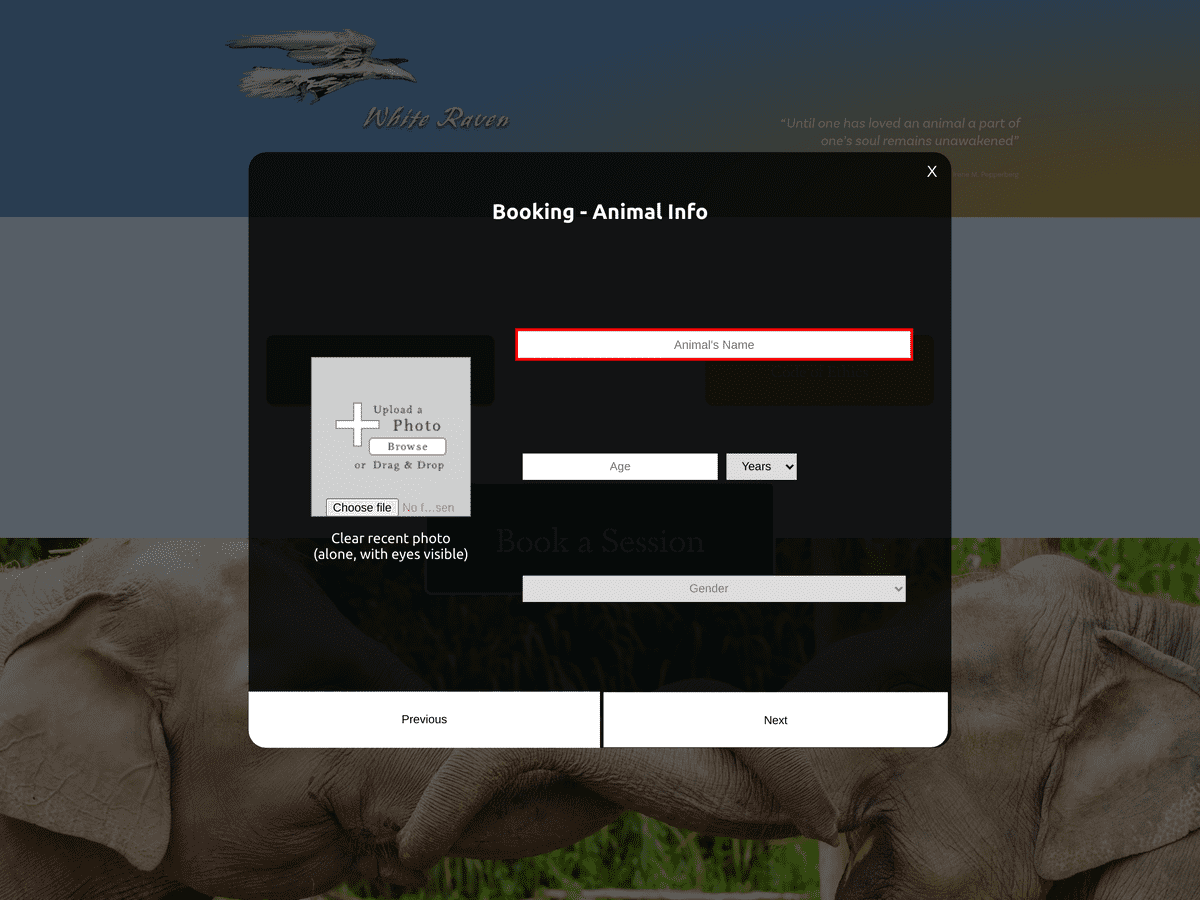 White Raven
"Until one has loved an animal a part of
one's soul remains unawakened"
X
Booking - Animal Info
Animal's Name
Upload a
Photo
Browse
or Drag & Drop
Choose file No f...sen
Clear recent photo
(alone, with eyes visible)
Age
Years
Book a Session
Gender
Previous
Next